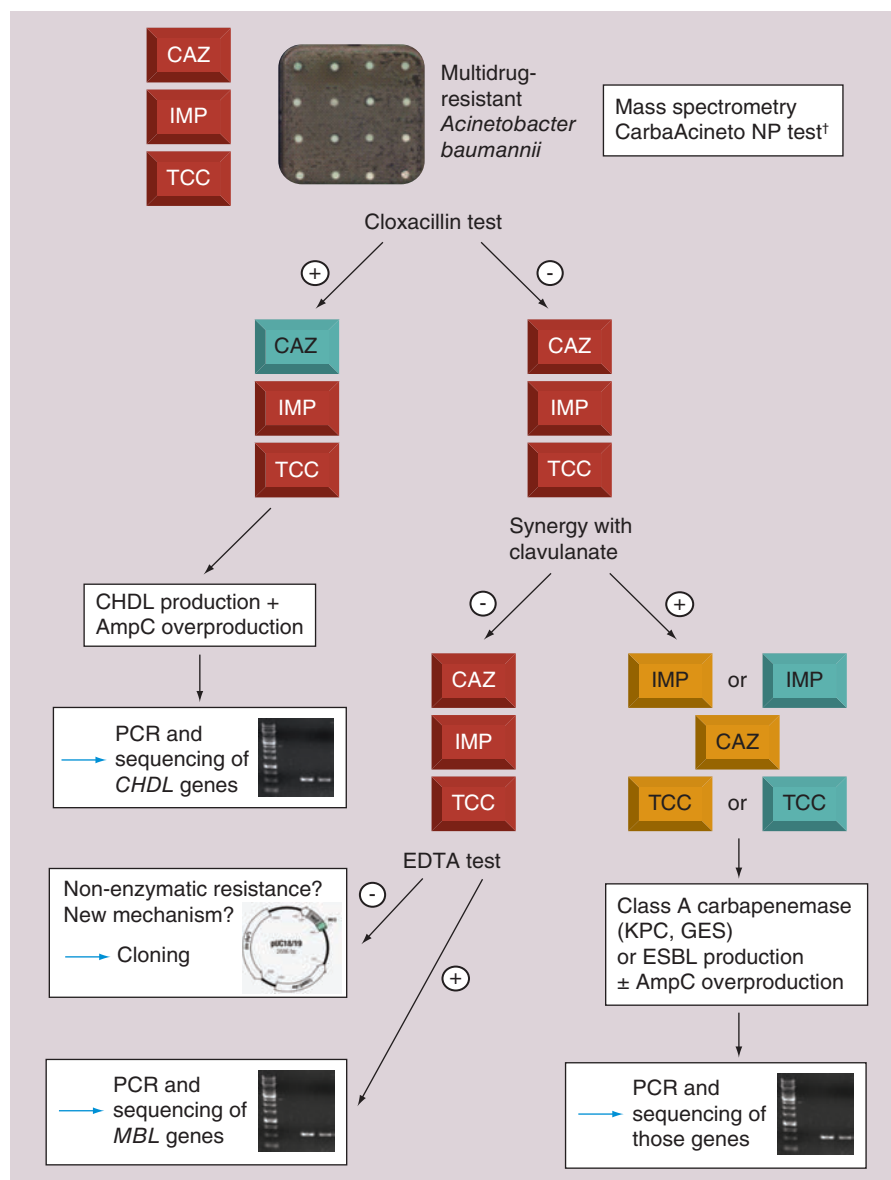 CAZ
IMP
TCC
Multidrug-
resistant
Acinetobacter
baumannii
Mass spectrometry
CarbaAcineto NP test†
Cloxacillin test
+
-
CAZ
IMP
TCC
CAZ
IMP
TCC
Synergy with
clavulanate
-
+
CHDL production +
AmpC overproduction
CAZ
IMP
TCC
IMP or IMP
CAZ
TCC or TCC
PCR and
sequencing of
CHDL genes
EDTA test
-
+
Non-enzymatic resistance?
New mechanism?
Cloning
pUC18/19
Class A carbapenemase
(KPC, GES)
or ESBL production
± AmpC overproduction
PCR and
sequencing of
MBL genes
PCR and
sequencing of
those genes